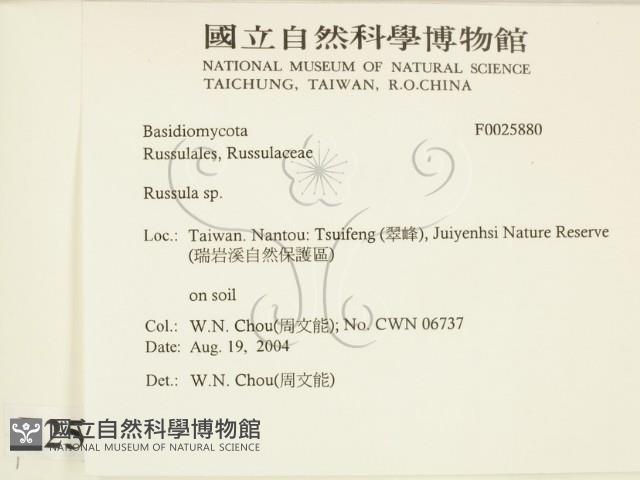 國立自然科學博物館
NATIONAL MUSEUM OF NATURAL SCIENCE
TAICHUNG, TAIWAN, R.O.CHINA
Basidiomycota F0025880
Russulales, Russulaceae
Russula sp.
Loc.: Taiwan. Nantou: Tsuifeng (翠峰), Juiyenhsi Nature Reserve
(瑞岩溪自然保護區)
on soil
Col.: W.N. Chou(周文能); No. CWN 06737
Date: Aug. 19, 2004
Det.: W.N. Chou(周文能)
25
國立自然科學博物館
NATIONAL MUSEUM OF NATURAL SCIENCE